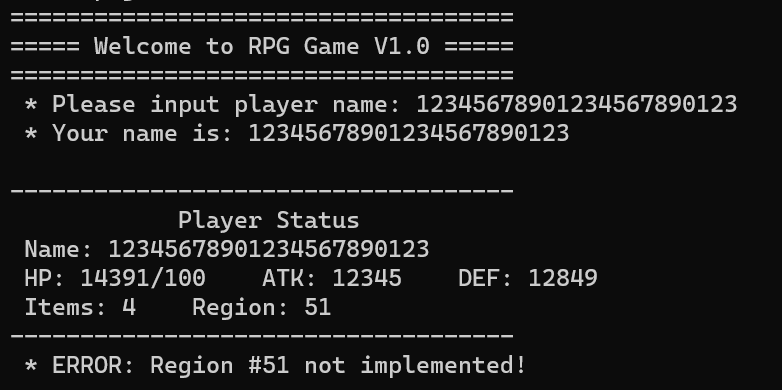 ====================================
===== Welcome to RPG Game V1.0 =====
====================================
 * Please input player name: 12345678901234567890123
 * Your name is: 12345678901234567890123
------------------------------------
            Player Status
 Name: 12345678901234567890123
 HP: 14391/100    ATK: 12345    DEF: 12849
 Items: 4    Region: 51
------------------------------------
 * ERROR: Region #51 not implemented!